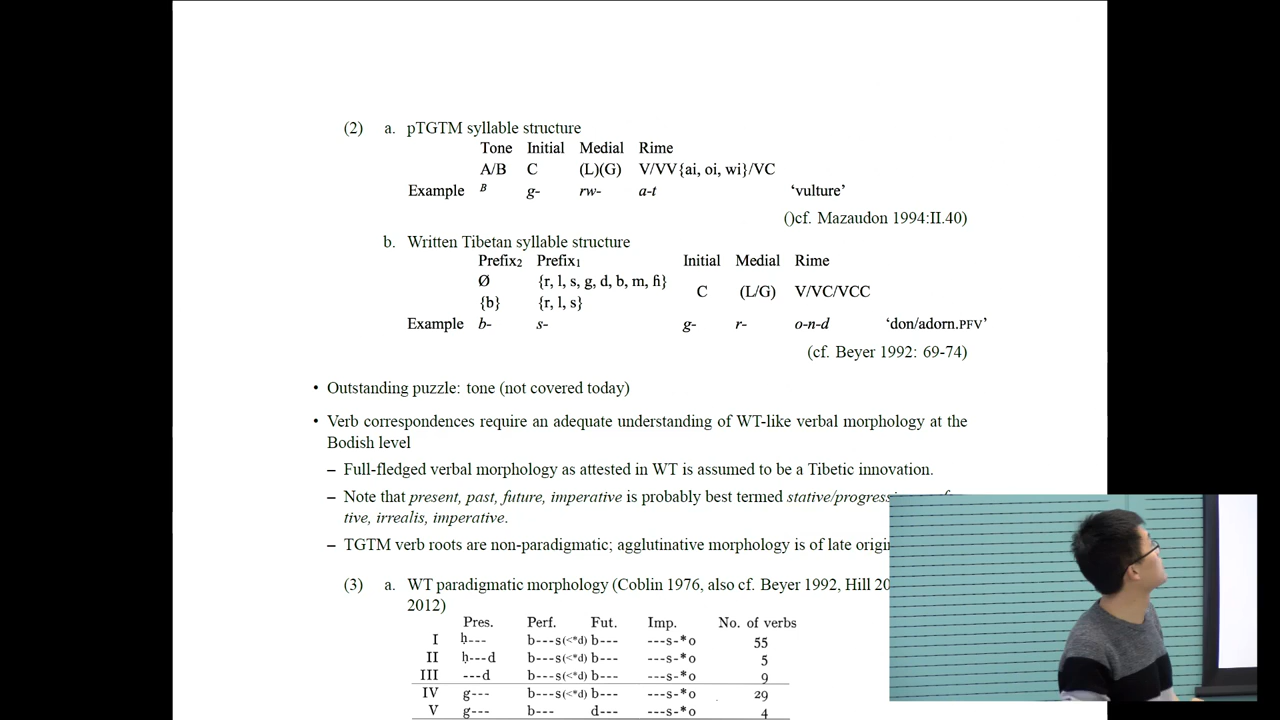 (2) a. pTGTM syllable structure
Tone Initial Medial Rime
A/B C (L)(G) V/VV{ai, oi, wi}/VC
Example B g- rw- a-t ‘vulture’
()cf. Mazaudon 1994:II.40)
b. Written Tibetan syllable structure
Prefix2 Prefix1 Initial Medial Rime
Ø {r, l, s, g, d, b, m, ɦ}
C (L/G) V/VC/VCC
{b} {r, l, s}
Example b- s- g- r- o-n-d ‘don/adorn.PFV’
(cf. Beyer 1992: 69-74)
• Outstanding puzzle: tone (not covered today)
• Verb correspondences require an adequate understanding of WT-like verbal morphology at the
Bodish level
– Full-fledged verbal morphology as attested in WT is assumed to be a Tibetic innovation.
– Note that present, past, future, imperative is probably best termed
tive, irrealis, imperative.
– TGTM verb roots are non-paradigmatic; agglutinative morphology is of late
(3) a. WT paradigmatic morphology (Coblin 1976, also cf. Beyer 1992, Hill
2012)
Pres. Perf. Fut. Imp. No. of verbs
I ḥ--- b---s(<*d) b--- ---s-*o 55
II ḥ---d b---s(<*d) b--- ---s-*o 5
III ---d b---s(<*d) b--- ---s-*o 9
IV g--- b---s(<*d) b--- ---s-*o 29
V g--- b--- d--- ---s-*o 4